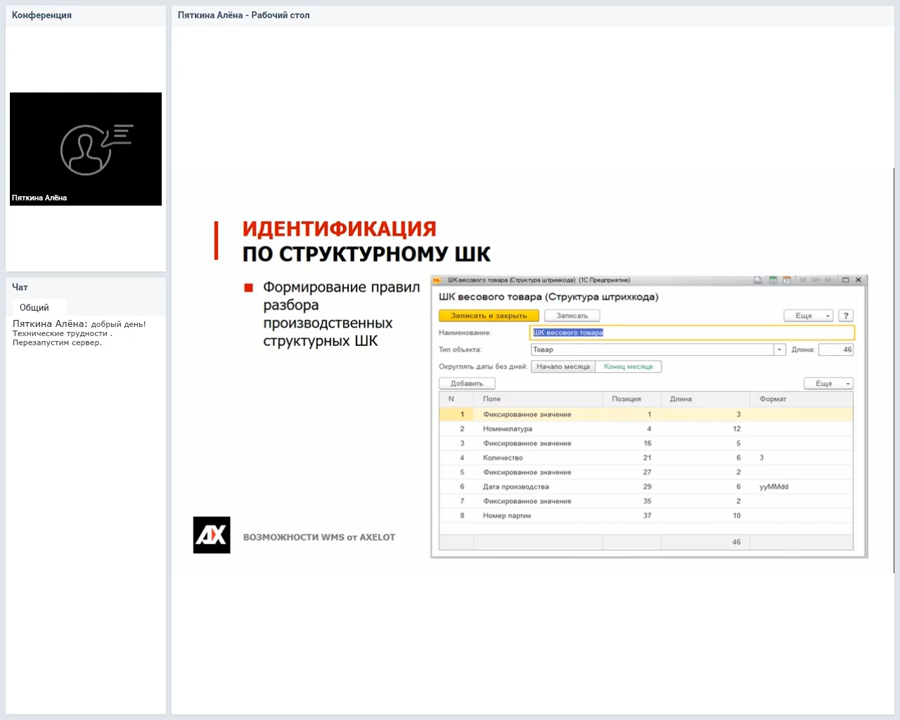 Конференция
Пяткина Алёна
Чат
Общий
Пяткина Алёна: добрый день!
Технические трудности .
Перезапустим сервер.
Пяткина Алёна - Рабочий стол
ИДЕНТИФИКАЦИЯ
ПО СТРУКТУРНОМУ ШК
Формирование правил
разбора
производственных
структурных ШК
AX
ВОЗМОЖНОСТИ WMS от AXELOT
ШК весового товара (Структура штрихкода) (1С:Предприятие)
M M+ M-
ШК весового товара (Структура штрихкода)
Записать и закрыть Записать Еще ?
Наименование: ШК весового товара
Тип объекта: Товар Длина: 46
Округлять даты без дней: Начало месяца Конец месяца
Добавить Еще
N Поле Позиция Длина Формат
1 Фиксированное значение 1 3
2 Номенклатура 4 12
3 Фиксированное значение 16 5
4 Количество 21 6 3
5 Фиксированное значение 27 2
6 Дата производства 29 6 yyMMdd
7 Фиксированное значение 35 2
8 Номер партии 37 10
46